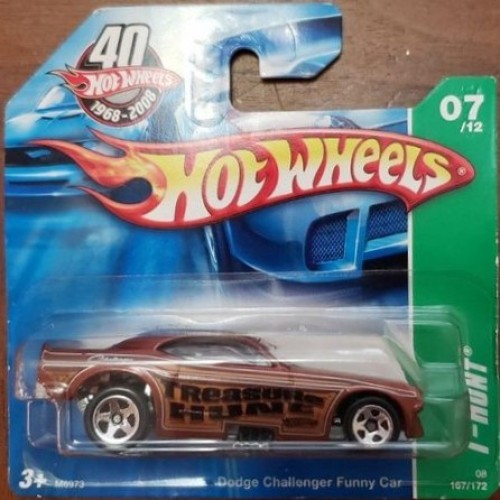 40
HOT WHEELS
1968-2008
07
/12
HOT WHEELS®
TReasuRe
HUNT
T-HUNT®
3+
M6973
Dodge Challenger Funny Car
08
167/172